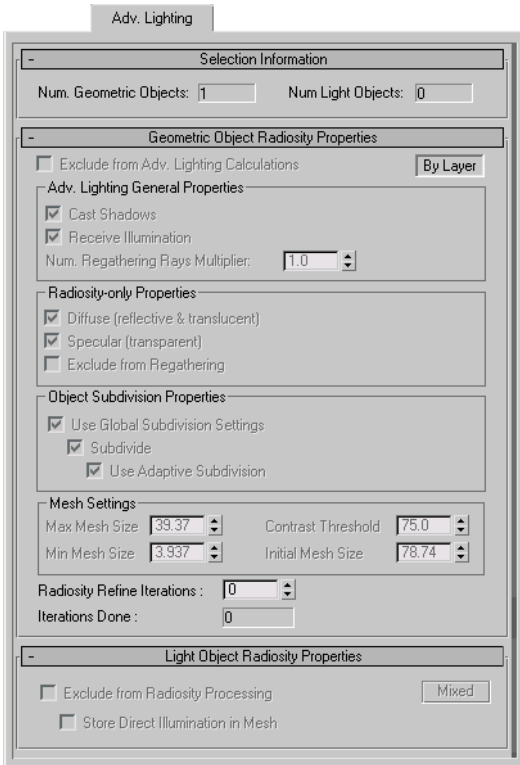 Adv. Lighting
- Selection Information
Num. Geometric Objects: 1 Num Light Objects: 0
- Geometric Object Radiosity Properties
Exclude from Adv. Lighting Calculations By Layer
Adv. Lighting General Properties
Cast Shadows
Receive Illumination
Num. Regathering Rays Multiplier: 1.0
Radiosity-only Properties
Diffuse (reflective & translucent)
Specular (transparent)
Exclude from Regathering
Object Subdivision Properties
Use Global Subdivision Settings
Subdivide
Use Adaptive Subdivision
Mesh Settings
Max Mesh Size 39.37 Contrast Threshold 75.0
Min Mesh Size 3.937 Initial Mesh Size 78.74
Radiosity Refine Iterations : 0
Iterations Done : 0
- Light Object Radiosity Properties
Exclude from Radiosity Processing Mixed
Store Direct Illumination in Mesh